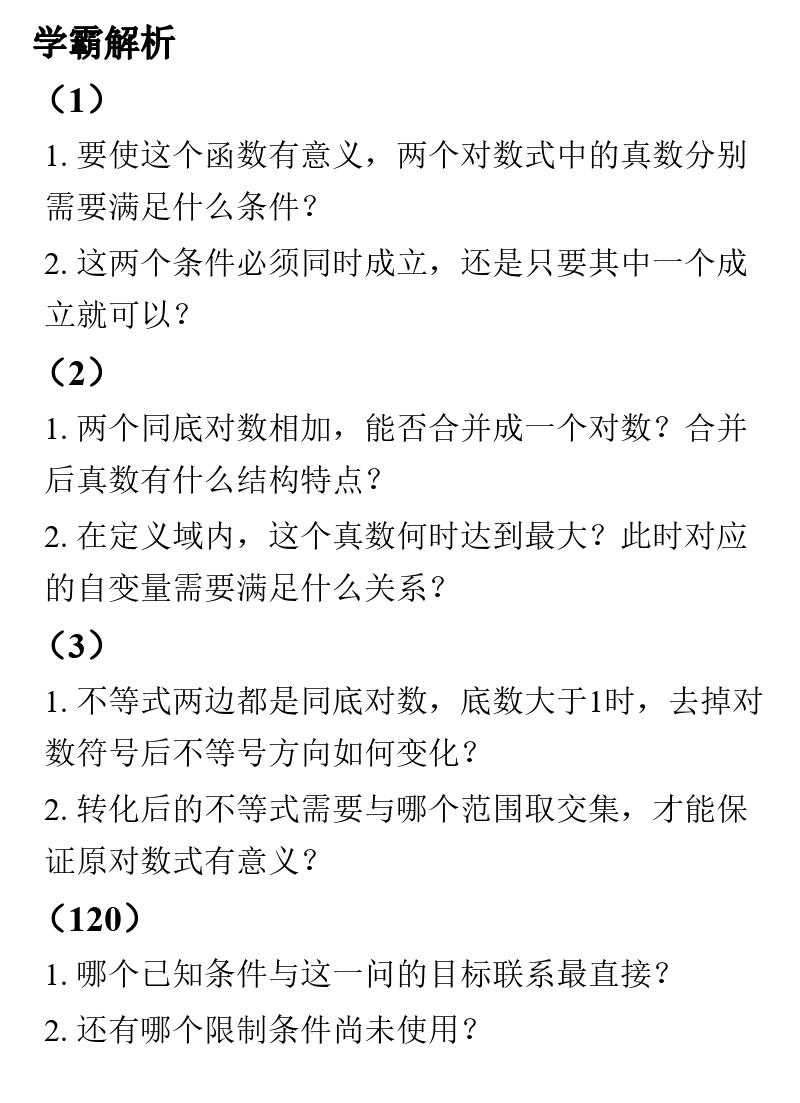 学霸解析
（1）
1. 要使这个函数有意义，两个对数式中的真数分别
需要满足什么条件？
2. 这两个条件必须同时成立，还是只要其中一个成
立就可以？
（2）
1. 两个同底对数相加，能否合并成一个对数？合并
后真数有什么结构特点？
2. 在定义域内，这个真数何时达到最大？此时对应
的自变量需要满足什么关系？
（3）
1. 不等式两边都是同底对数，底数大于1时，去掉对
数符号后不等号方向如何变化？
2. 转化后的不等式需要与哪个范围取交集，才能保
证原对数式有意义？
（120）
1. 哪个已知条件与这一问的目标联系最直接？
2. 还有哪个限制条件尚未使用？